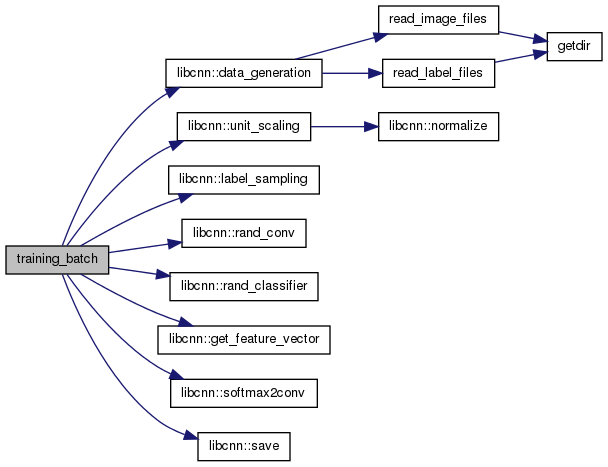 read_image_files
getdir
libcnn::data_generation
read_label_files
libcnn::unit_scaling
libcnn::normalize
libcnn::label_sampling
libcnn::rand_conv
training_batch
libcnn::rand_classifier
libcnn::get_feature_vector
libcnn::softmax2conv
libcnn::save